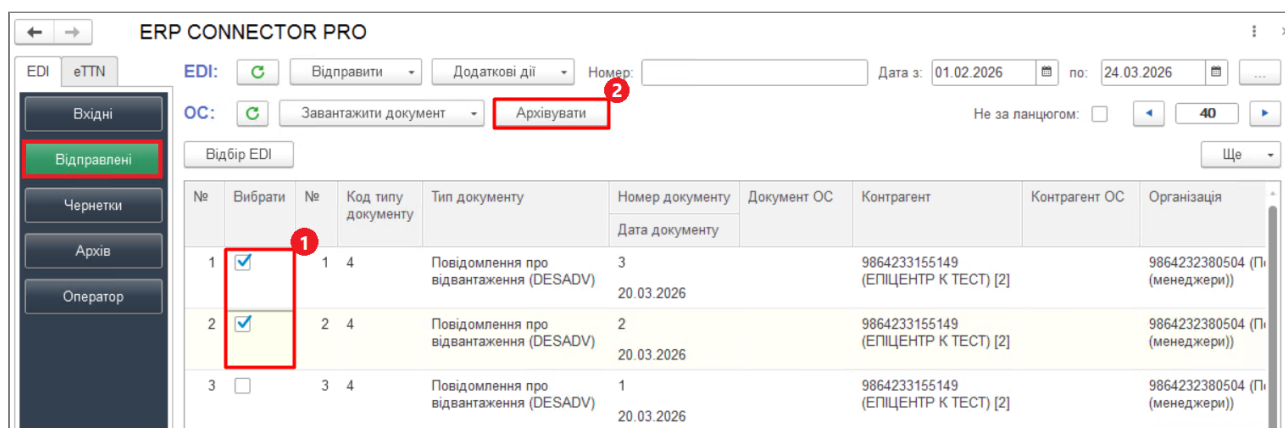 ERP CONNECTOR PRO
EDI eTTN
EDI: Відправити Додаткові дії Номер: Дата з: 01.02.2026 по: 24.03.2026 ...
2
Вхідні
ОС: Завантажити документ Архівувати Не за ланцюгом: 40
Відправлені
Відбір EDI Ще
Чернетки
Архів
Оператор
№ Вибрати № Код типу документу Тип документу Номер документу Документ ОС Контрагент Контрагент ОС Організація
Дата документу
1
1 1 4 Повідомлення про 3 9864233155149 9864232380504
відвантаження (DESADV) (ЕПІЦЕНТР К ТЕСТ) [2] (менеджери))
20.03.2026
2 2 4 Повідомлення про 2 9864233155149 9864232380504
відвантаження (DESADV) (ЕПІЦЕНТР К ТЕСТ) [2] (менеджери))
20.03.2026
3 3 4 Повідомлення про 1 9864233155149 9864232380504
відвантаження (DESADV) (ЕПІЦЕНТР К ТЕСТ) [2] (менеджери))
20.03.2026